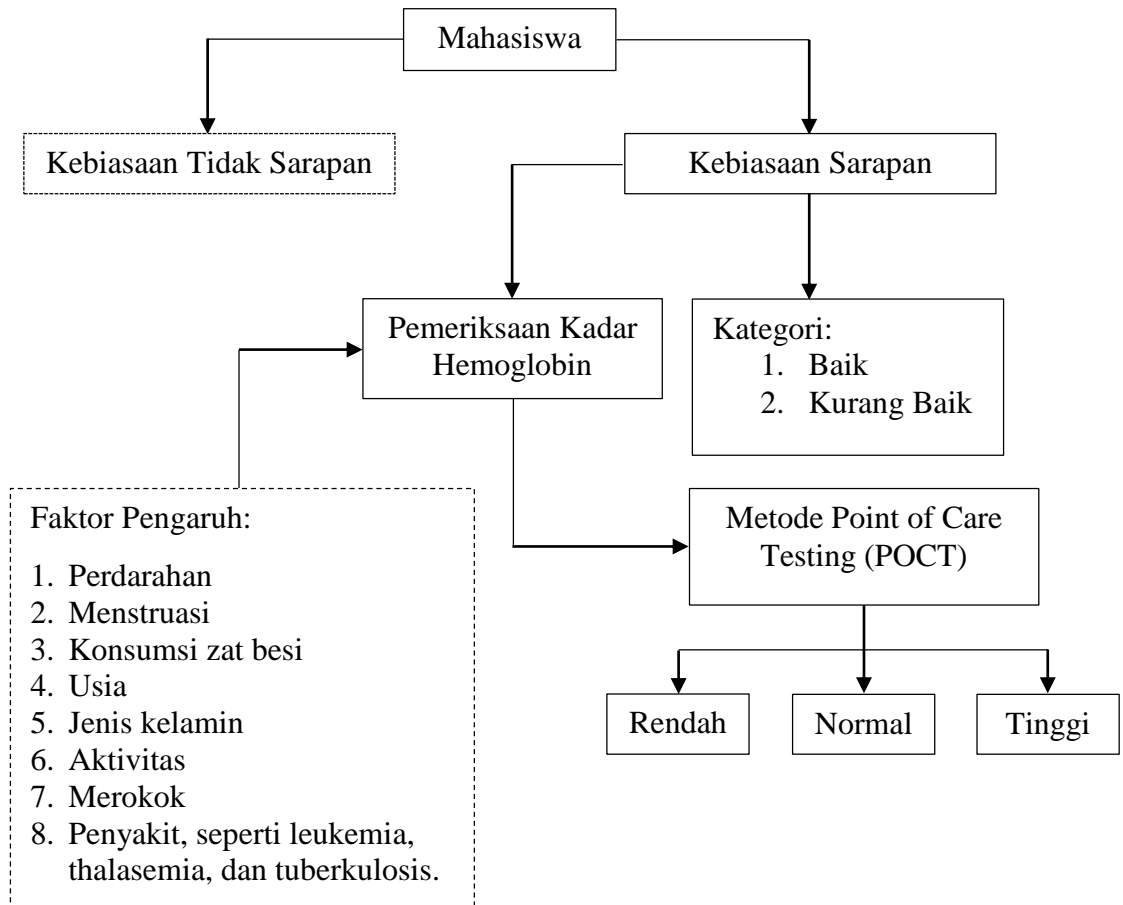 Mahasiswa
Kebiasaan Tidak Sarapan
Kebiasaan Sarapan
Pemeriksaan Kadar
Hemoglobin
Kategori:
1. Baik
2. Kurang Baik
Faktor Pengaruh:
1. Perdarahan
2. Menstruasi
3. Konsumsi zat besi
4. Usia
5. Jenis kelamin
6. Aktivitas
7. Merokok
8. Penyakit, seperti leukemia,
thalasemia, dan tuberkulosis.
Metode Point of Care
Testing (POCT)
Rendah
Normal
Tinggi